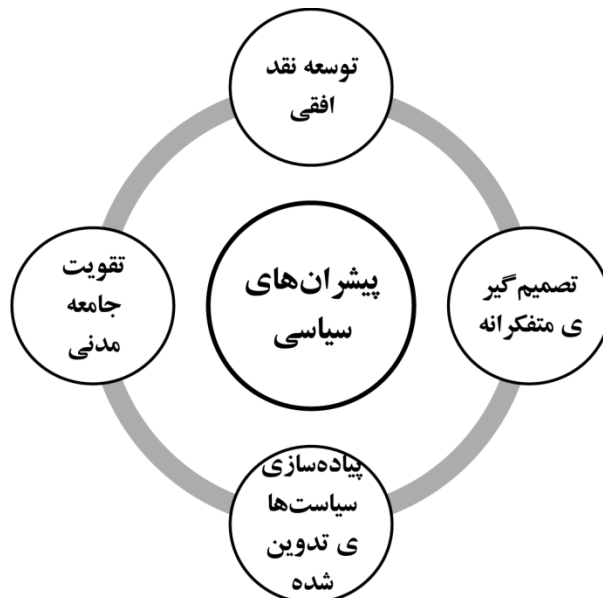 توسعه نقد
افقی
پیشران‌های
سیاسی
تصمیم‌گیر
ی متفکرانه
پیاده‌سازی
سیاست‌ها
ی تدوین
شده
تقویت
جامعه
مدنی